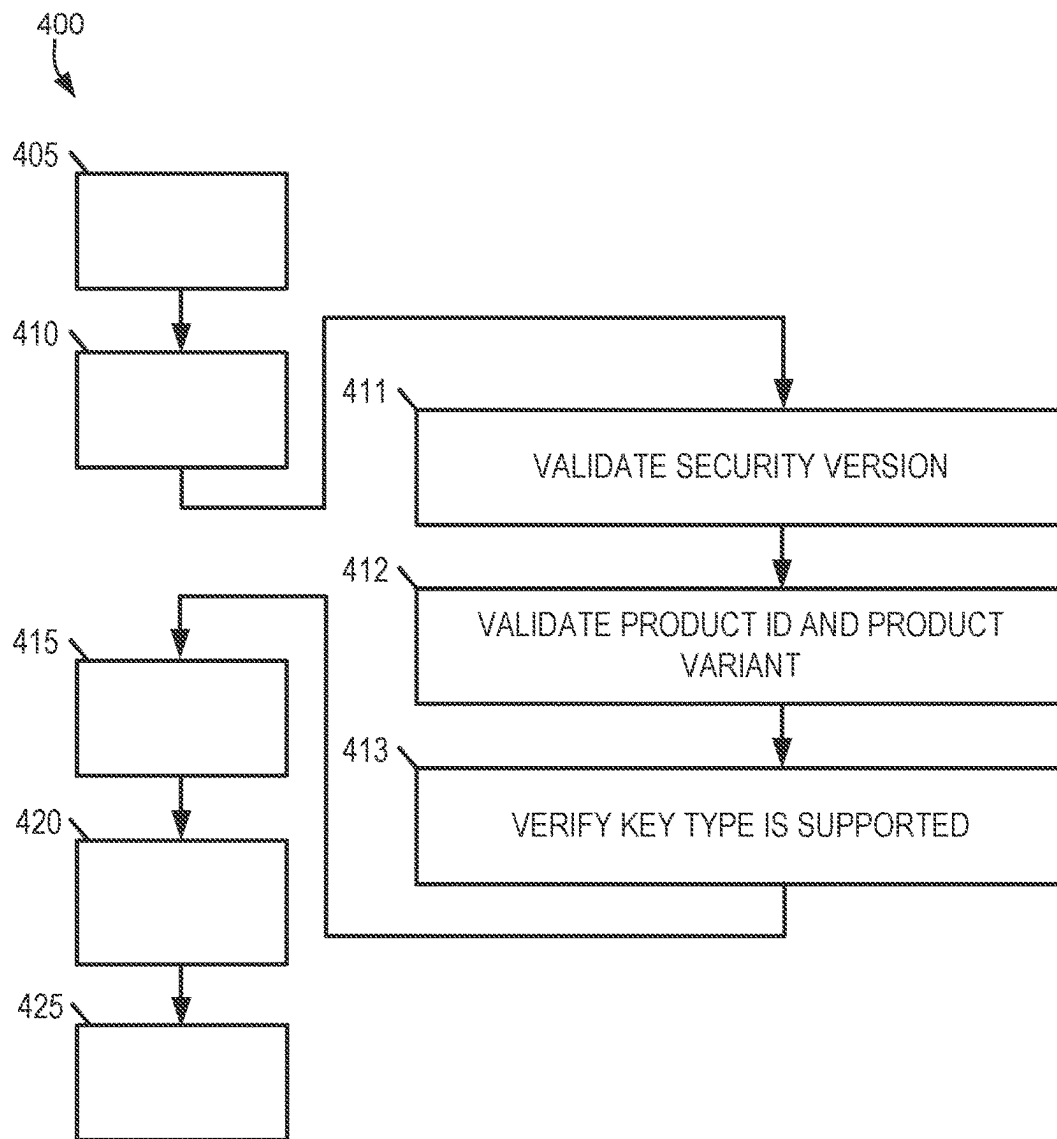 400
405
410
411
VALIDATE SECURITY VERSION
412
VALIDATE PRODUCT ID AND PRODUCT
VARIANT
413
VERIFY KEY TYPE IS SUPPORTED
415
420
425